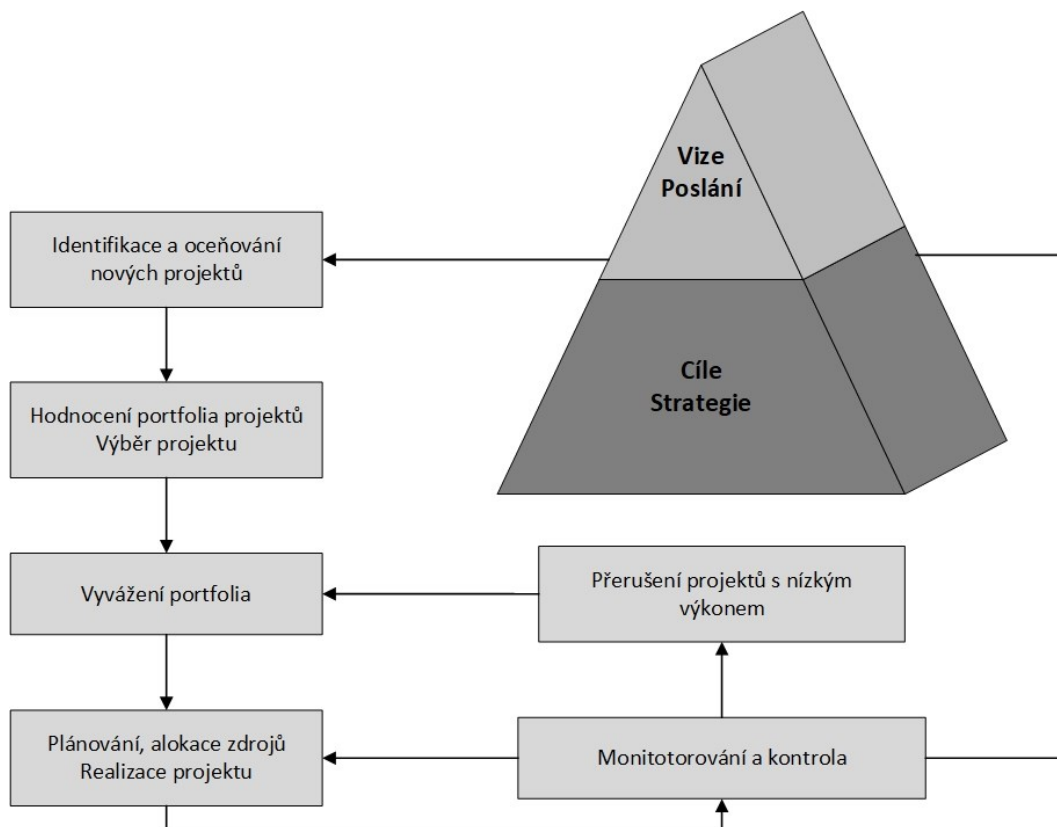 Vize
Poslání
Identifikace a oceňování
nových projektů
Cíle
Strategie
Hodnocení portfolia projektů
Výběr projektu
Vyvážení portfolia
Přerušení projektů s nízkým
výkonem
Plánování, alokace zdrojů
Realizace projektu
Monitotorování a kontrola